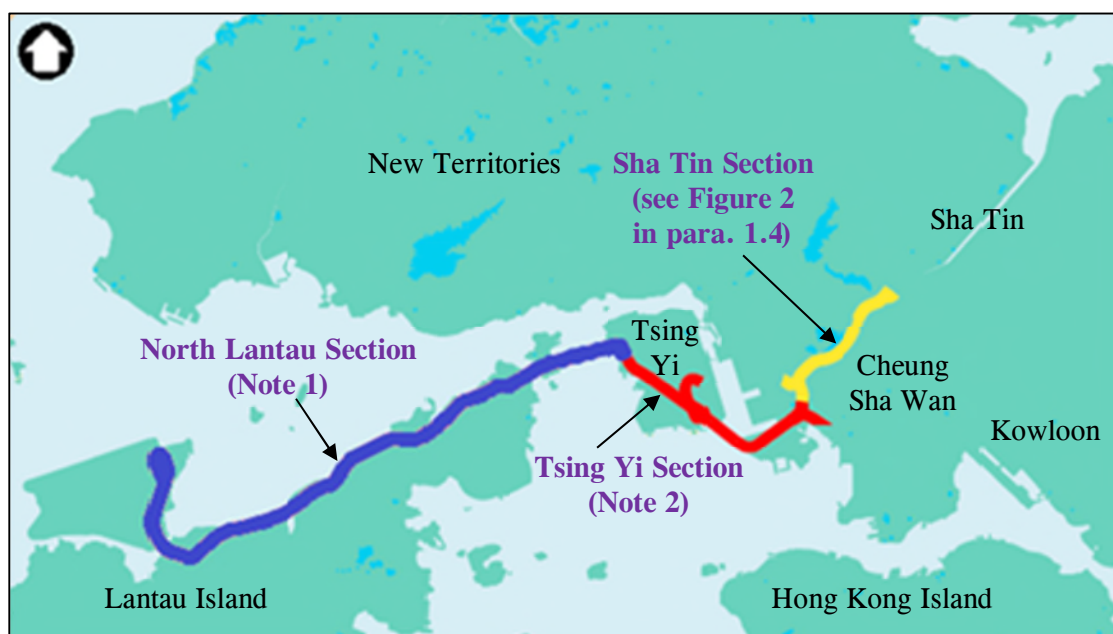 New Territories
Sha Tin Section
(see Figure 2
in para. 1.4)
Sha Tin
North Lantau Section
(Note 1)
Tsing
Yi
Cheung
Sha Wan
Kowloon
Tsing Yi Section
(Note 2)
Lantau Island
Hong Kong Island